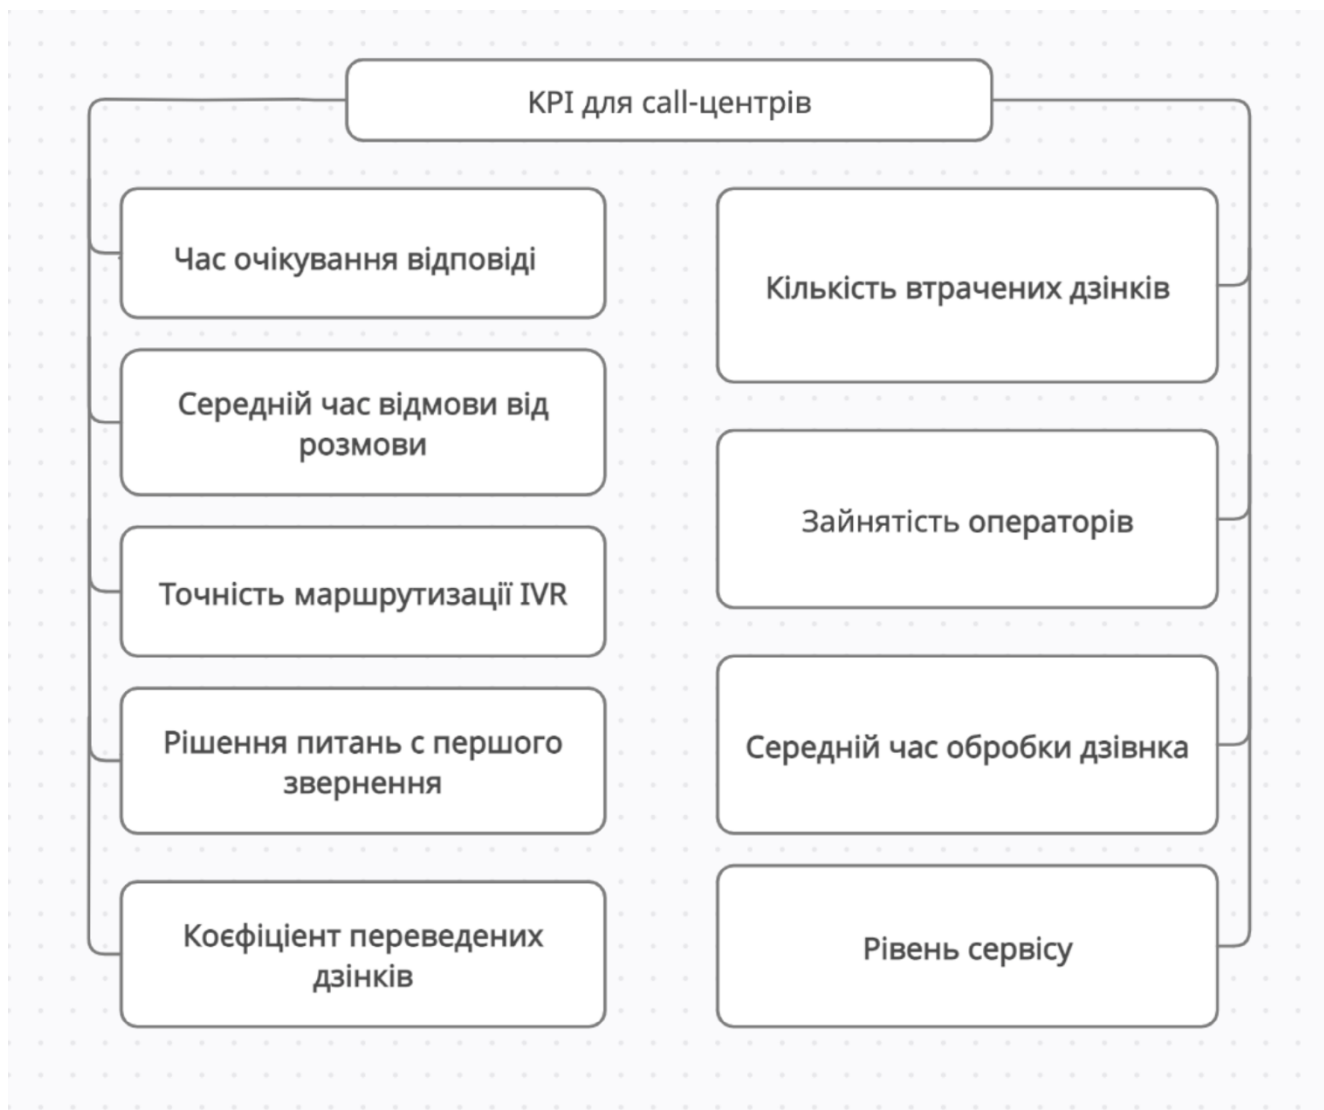 KPI для call-центрів
Час очікування відповіді
Середній час відмови від
розмови
Точність маршрутизації IVR
Рішення питань с першого
звернення
Коєфіціент переведених
дзінків
Кількість втрачених дзінків
Зайнятість операторів
Середній час обробки дзівнка
Рівень сервісу